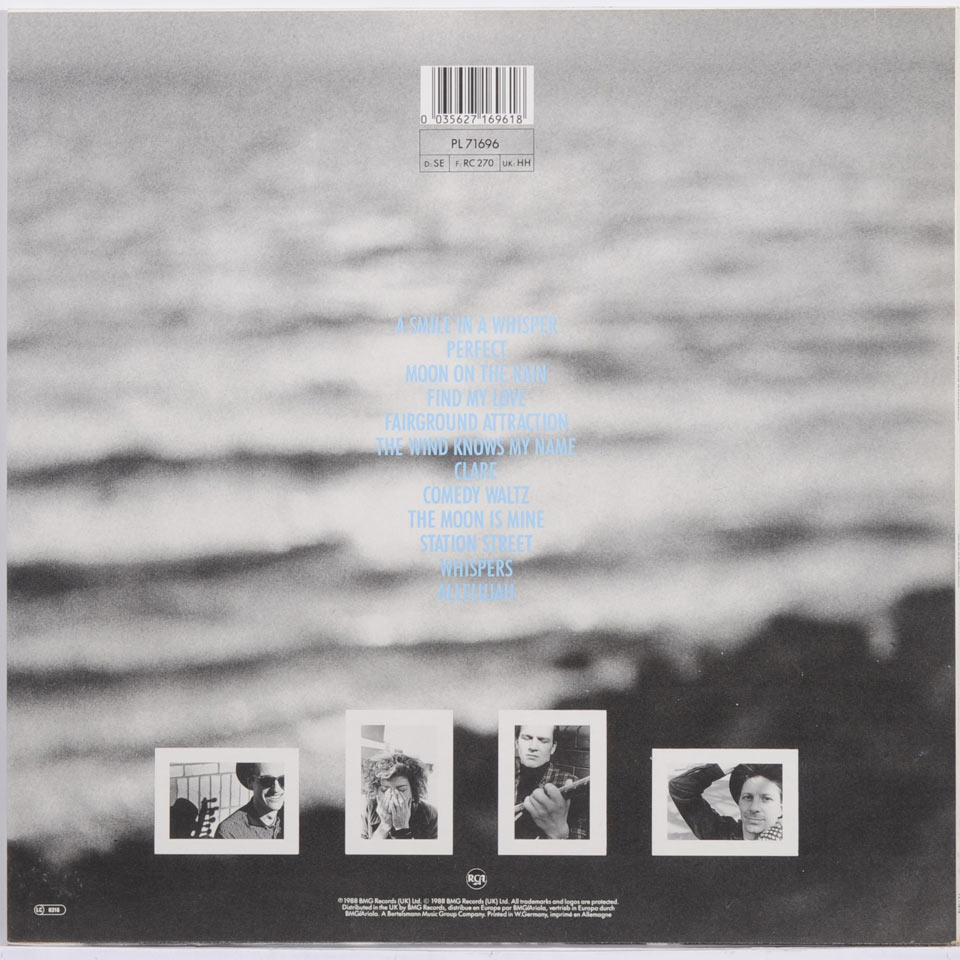 0 035627 169618
PL 71696
D: SE F: RC 270 UK: HH
A SMILE IN A WHISPER
PERFECT
MOON ON THE RAIN
FIND MY LOVE
FAIRGROUND ATTRACTION
THE WIND KNOWS MY NAME
CLARE
COMEDY WALTZ
THE MOON IS MINE
STATION STREET
WHISPERS
ALLELUJAH
RCA
℗ 1988 BMG Records (UK) Ltd. © 1988 BMG Records (UK) Ltd. All trademarks and logos are protected.
Distributed in the UK by BMG Records, distribue en Europe par BMG/Ariola, vertrieb in Europa durch
BMG/Ariola. A Bertelsmann Music Group Company. Printed in W.Germany, imprimé en Allemagne
LC 0316